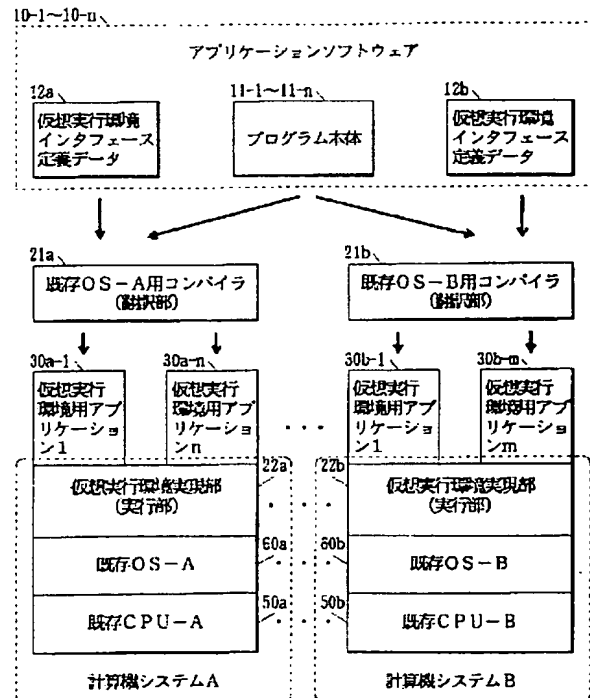 10-1~10-n
アプリケーションソフトウェア
12a
11-1~11-n
12b
仮想実行環境
インタフェース
定義データ
プログラム本体
仮想実行環境
インタフェース
定義データ
21a
21b
既存OS-A用コンパイラ
(翻訳部)
既存OS-B用コンパイラ
(翻訳部)
30a-1
30a-n
30b-1
30b-m
仮想実行
環境用アプ
リケーショ
ン1
仮想実行
環境用アプ
リケーショ
ンn
・・・
仮想実行
環境用アプ
リケーショ
ン1
仮想実行
環境用アプ
リケーショ
ンm
22a
22b
仮想実行環境実現部
(実行部)
・・・
仮想実行環境実現部
(実行部)
60a
60b
既存OS-A
・・・
既存OS-B
50a
50b
既存CPU-A
・・・
既存CPU-B
計算機システムA
計算機システムB